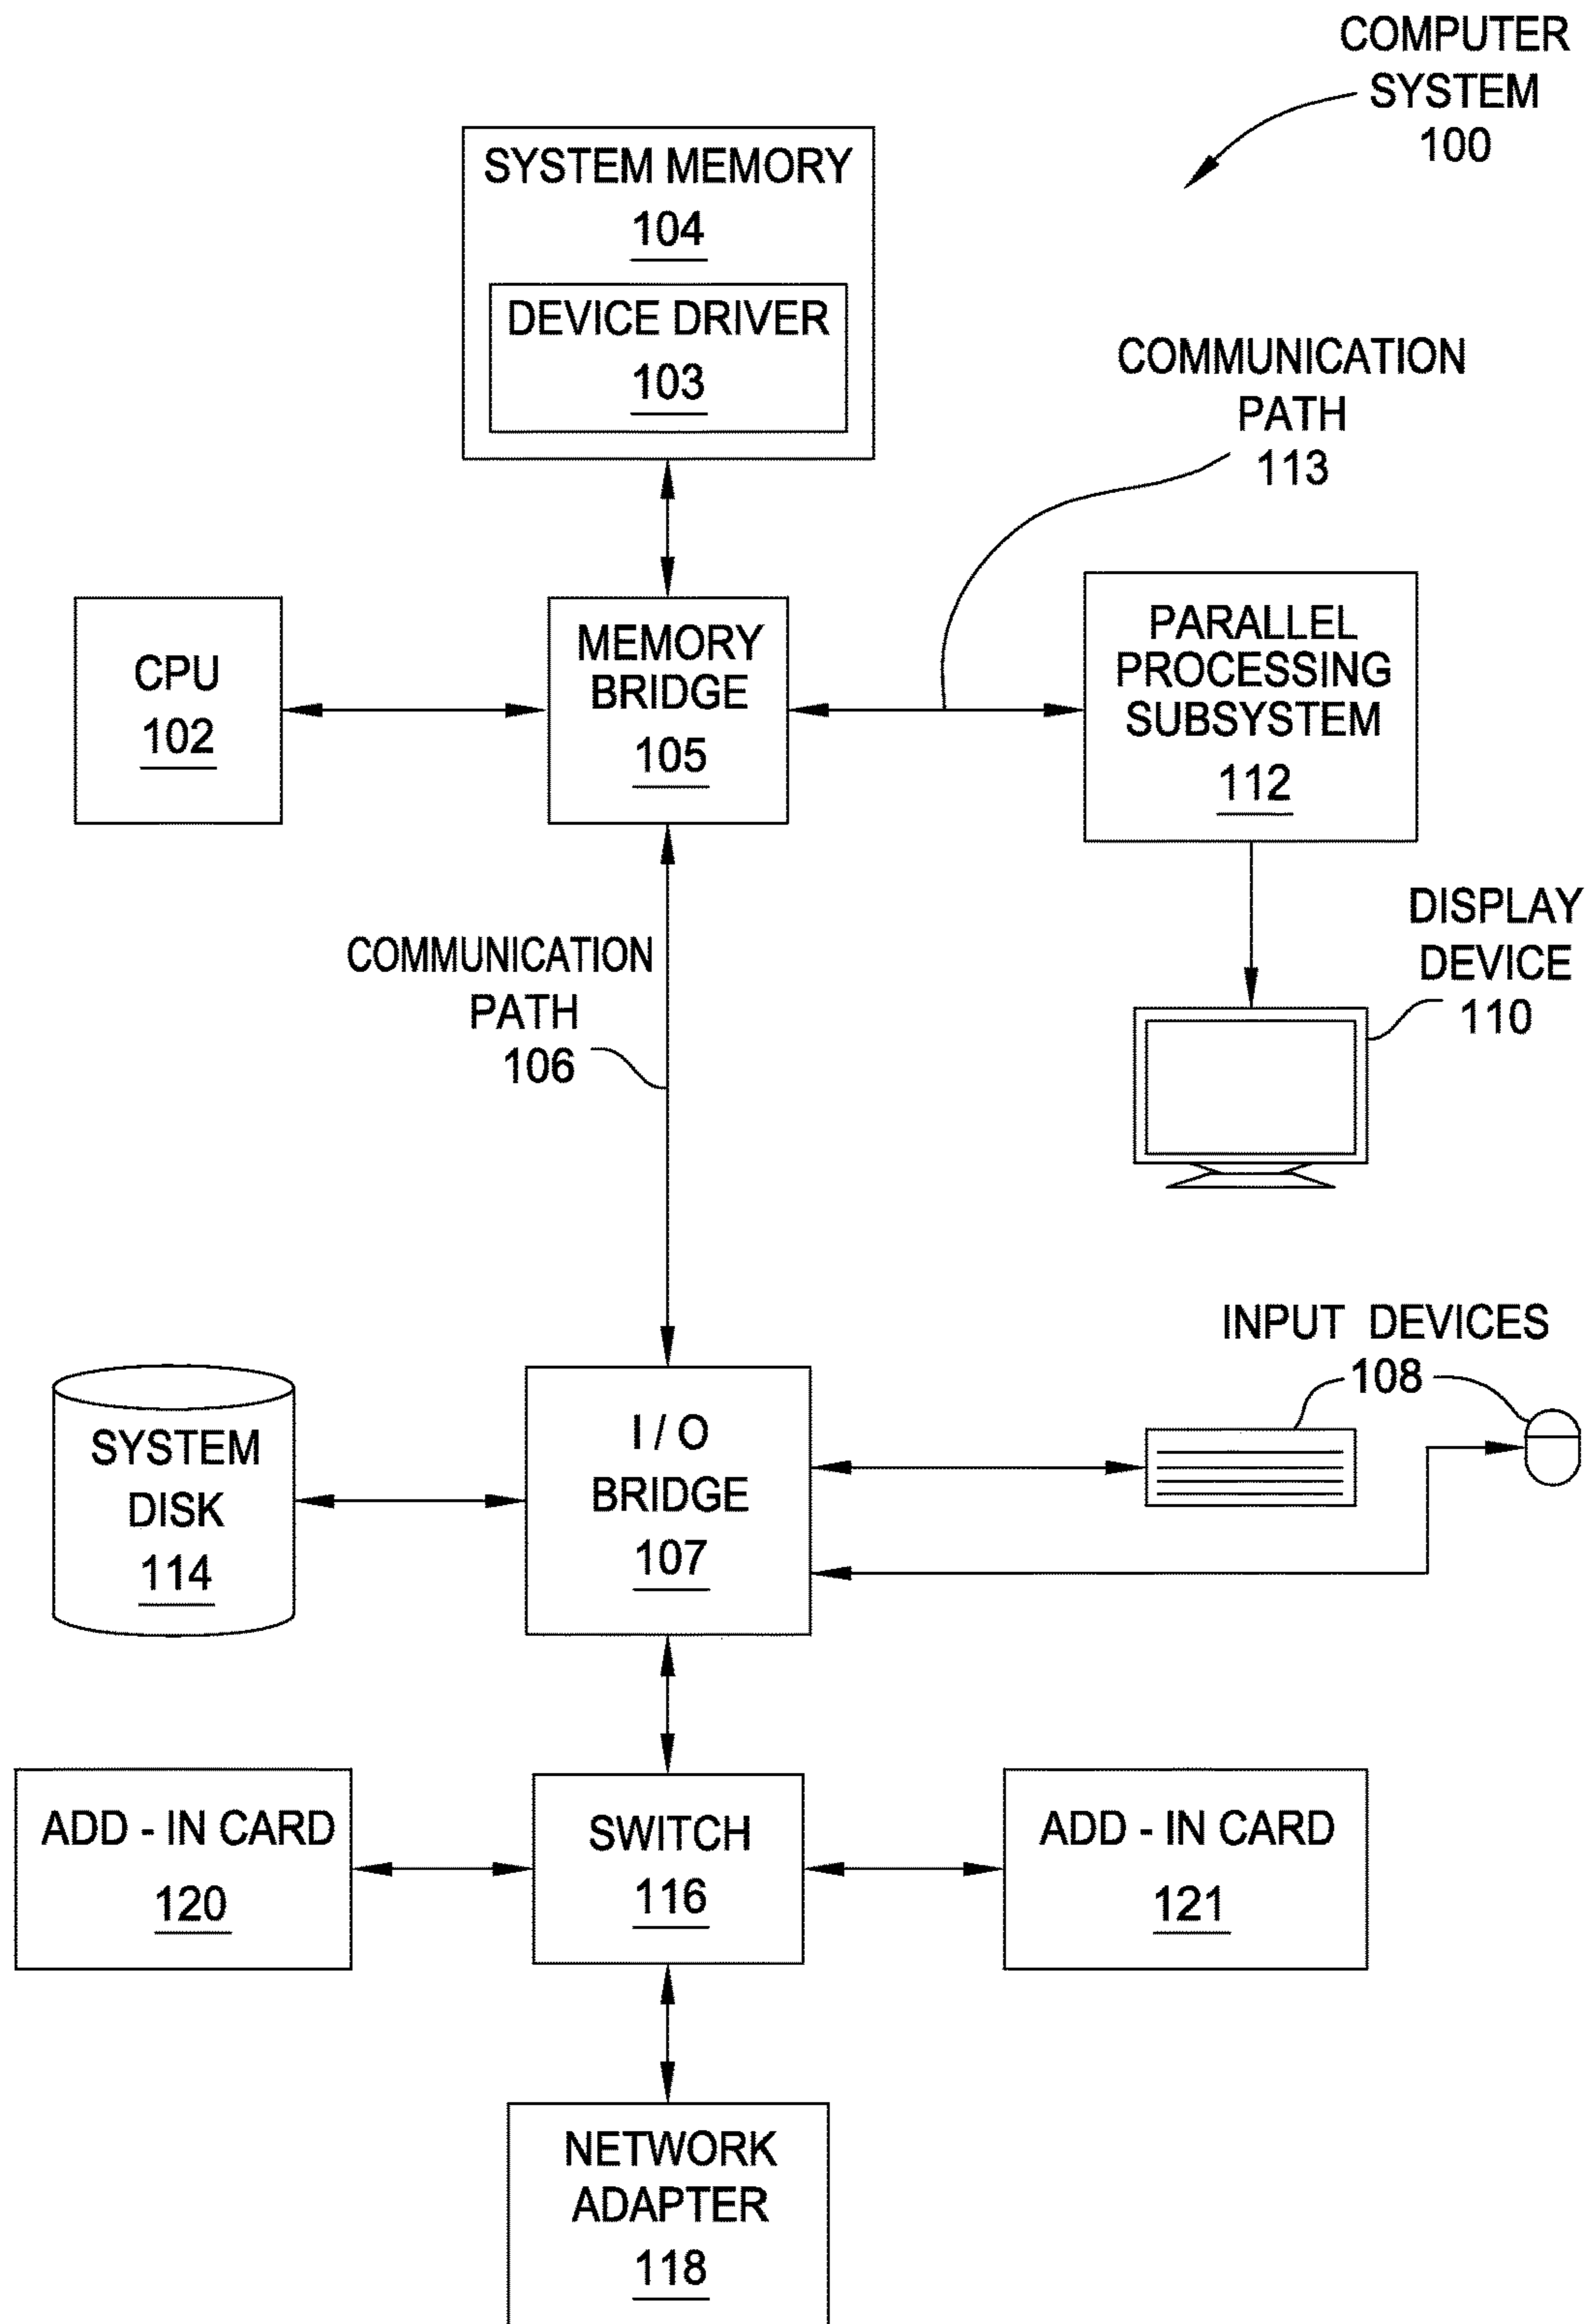 COMPUTER
SYSTEM
100
SYSTEM MEMORY
104
DEVICE DRIVER
103
COMMUNICATION
PATH
113
CPU
102
MEMORY
BRIDGE
105
PARALLEL
PROCESSING
SUBSYSTEM
112
COMMUNICATION
PATH
106
DISPLAY
DEVICE
110
INPUT DEVICES
108
SYSTEM
DISK
114
I / O
BRIDGE
107
ADD - IN CARD
120
SWITCH
116
ADD - IN CARD
121
NETWORK
ADAPTER
118